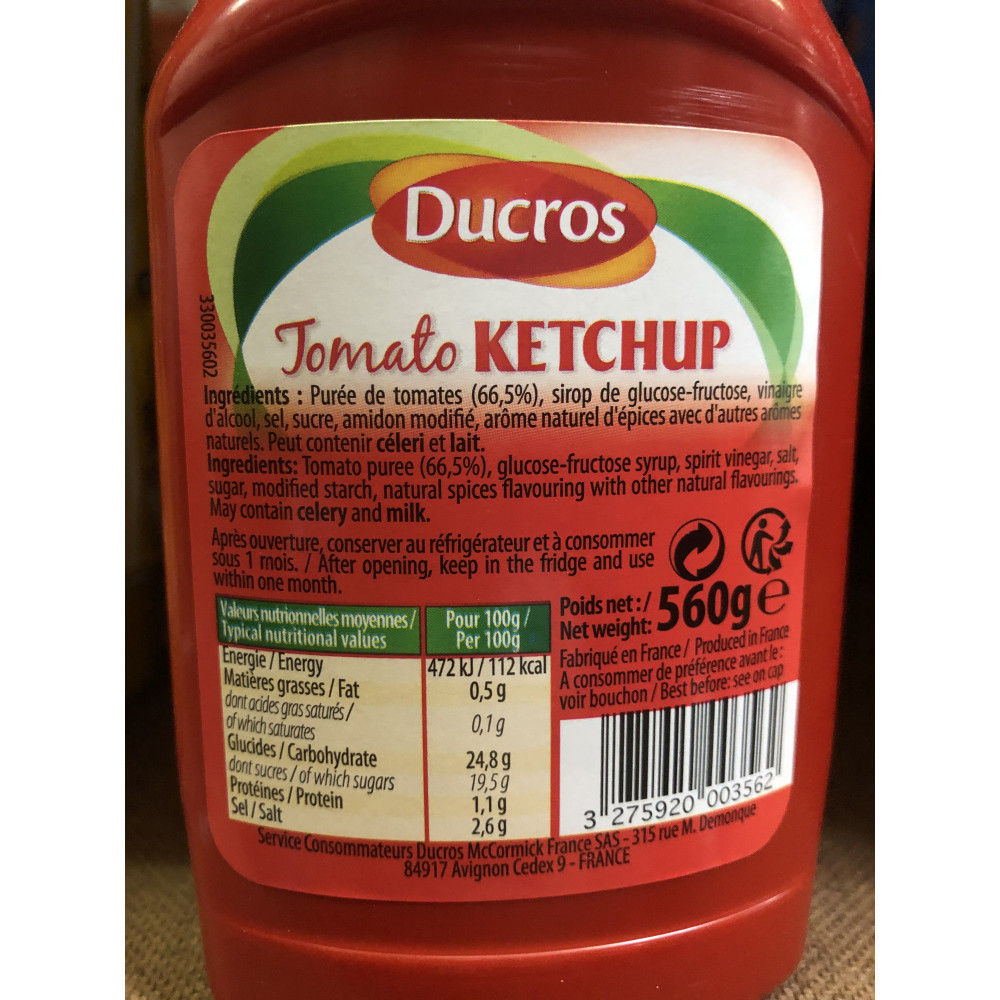 Ducros
Tomato KETCHUP
330035602
Ingrédients : Purée de tomates (66,5%), sirop de glucose-fructose, vinaigre
d'alcool, sel, sucre, amidon modifié, arôme naturel d'épices avec d'autres arômes
naturels. Peut contenir céleri et lait.
Ingredients: Tomato puree (66,5%), glucose-fructose syrup, spirit vinegar, salt,
sugar, modified starch, natural spices flavouring with other natural flavourings.
May contain celery and milk.
Après ouverture, conserver au réfrigérateur et à consommer
sous 1 mois. / After opening, keep in the fridge and use
within one month.
Valeurs nutritionnelles moyennes / Pour 100g /
Typical nutritional values Per 100g
Energie / Energy 472 kJ / 112 kcal
Matières grasses / Fat 0,5 g
dont acides gras saturés /
of which saturates 0,1 g
Glucides / Carbohydrate 24,8 g
dont sucres / of which sugars 19,5 g
Protéines / Protein 1,1 g
Sel / Salt 2,6 g
Poids net : /
Net weight: 560g e
Fabriqué en France / Produced in France
A consommer de préférence avant le :
voir bouchon / Best before: see on cap
3 275920 003562
Service Consommateurs Ducros McCormick France SAS - 315 rue M. Demonque
84917 Avignon Cedex 9 - FRANCE